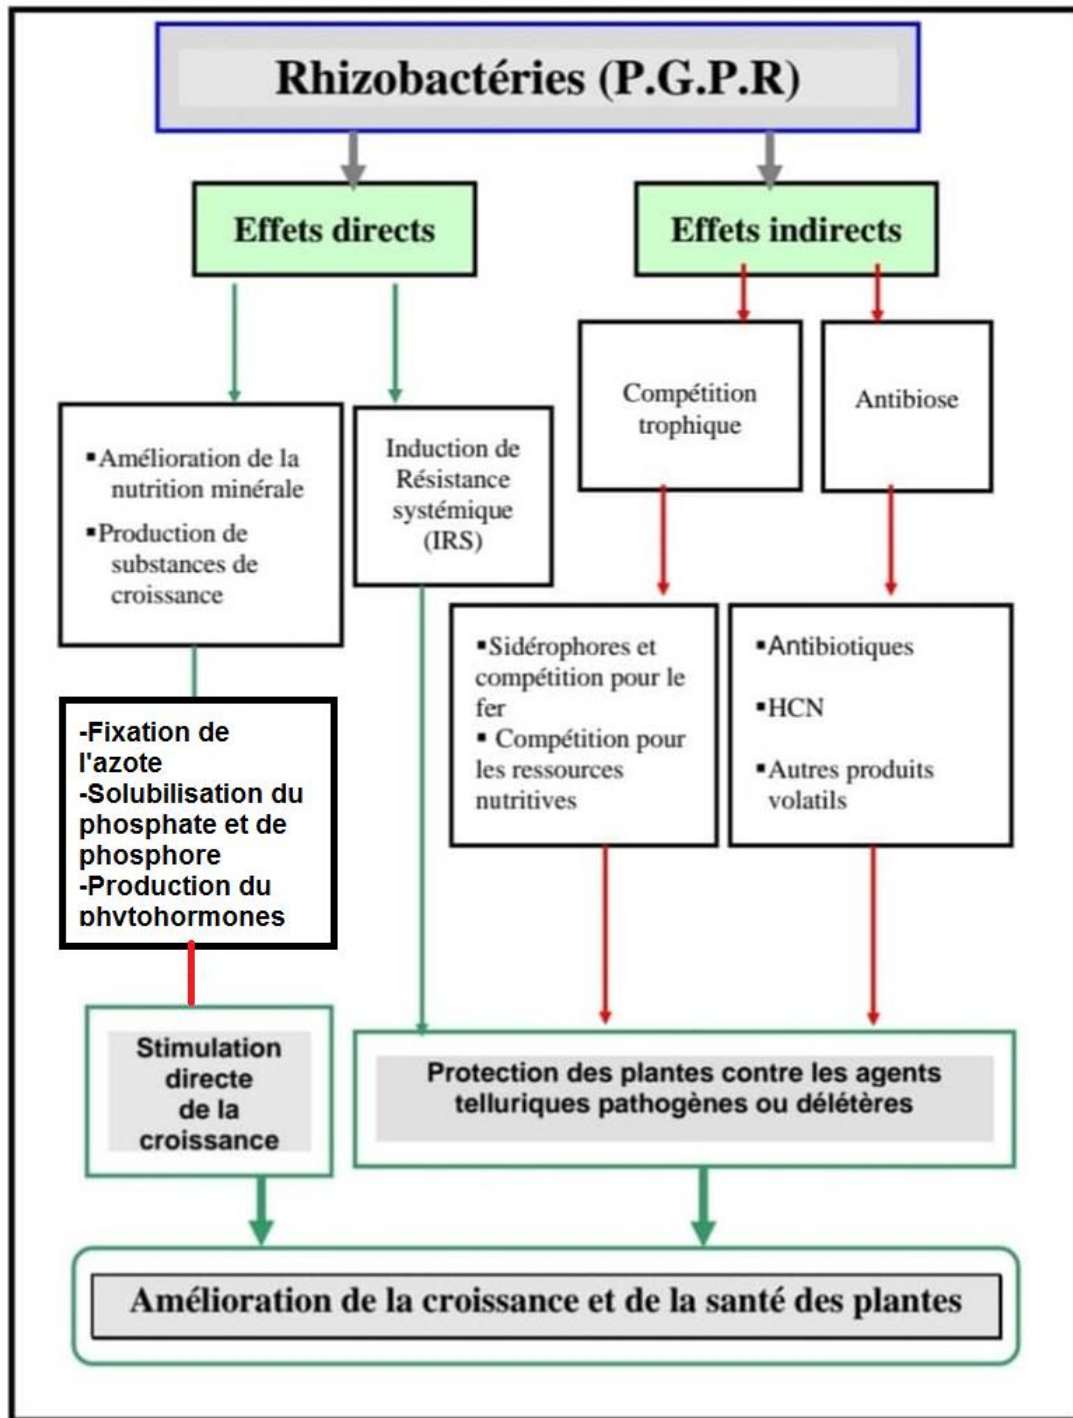 Rhizobactéries (P.G.P.R)
Effets directs
Effets indirects
Compétition
trophique
Antibiose
▪Amélioration de la
nutrition minérale
▪Production de
substances de
croissance
Induction de
Résistance
systémique
(IRS)
▪Sidérophores et
compétition pour le
fer
▪ Compétition pour
les ressources
nutritives
▪Antibiotiques
▪HCN
▪Autres produits
volatils
-Fixation de
l'azote
-Solubilisation du
phosphate et de
phosphore
-Production du
phytohormones
Stimulation
directe
de la
croissance
Protection des plantes contre les agents
telluriques pathogènes ou délétères
Amélioration de la croissance et de la santé des plantes